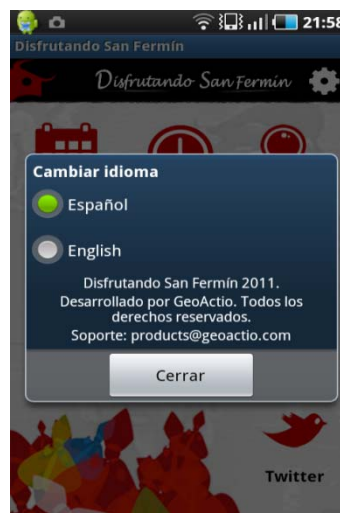 21:58
Disfrutando San Fermín
Disfrutando San Fermin
Cambiar idioma
Español
English
Disfrutando San Fermín 2011.
Desarrollado por GeoActio. Todos los
derechos reservados.
Soporte: products@geoactio.com
Cerrar
Twitter